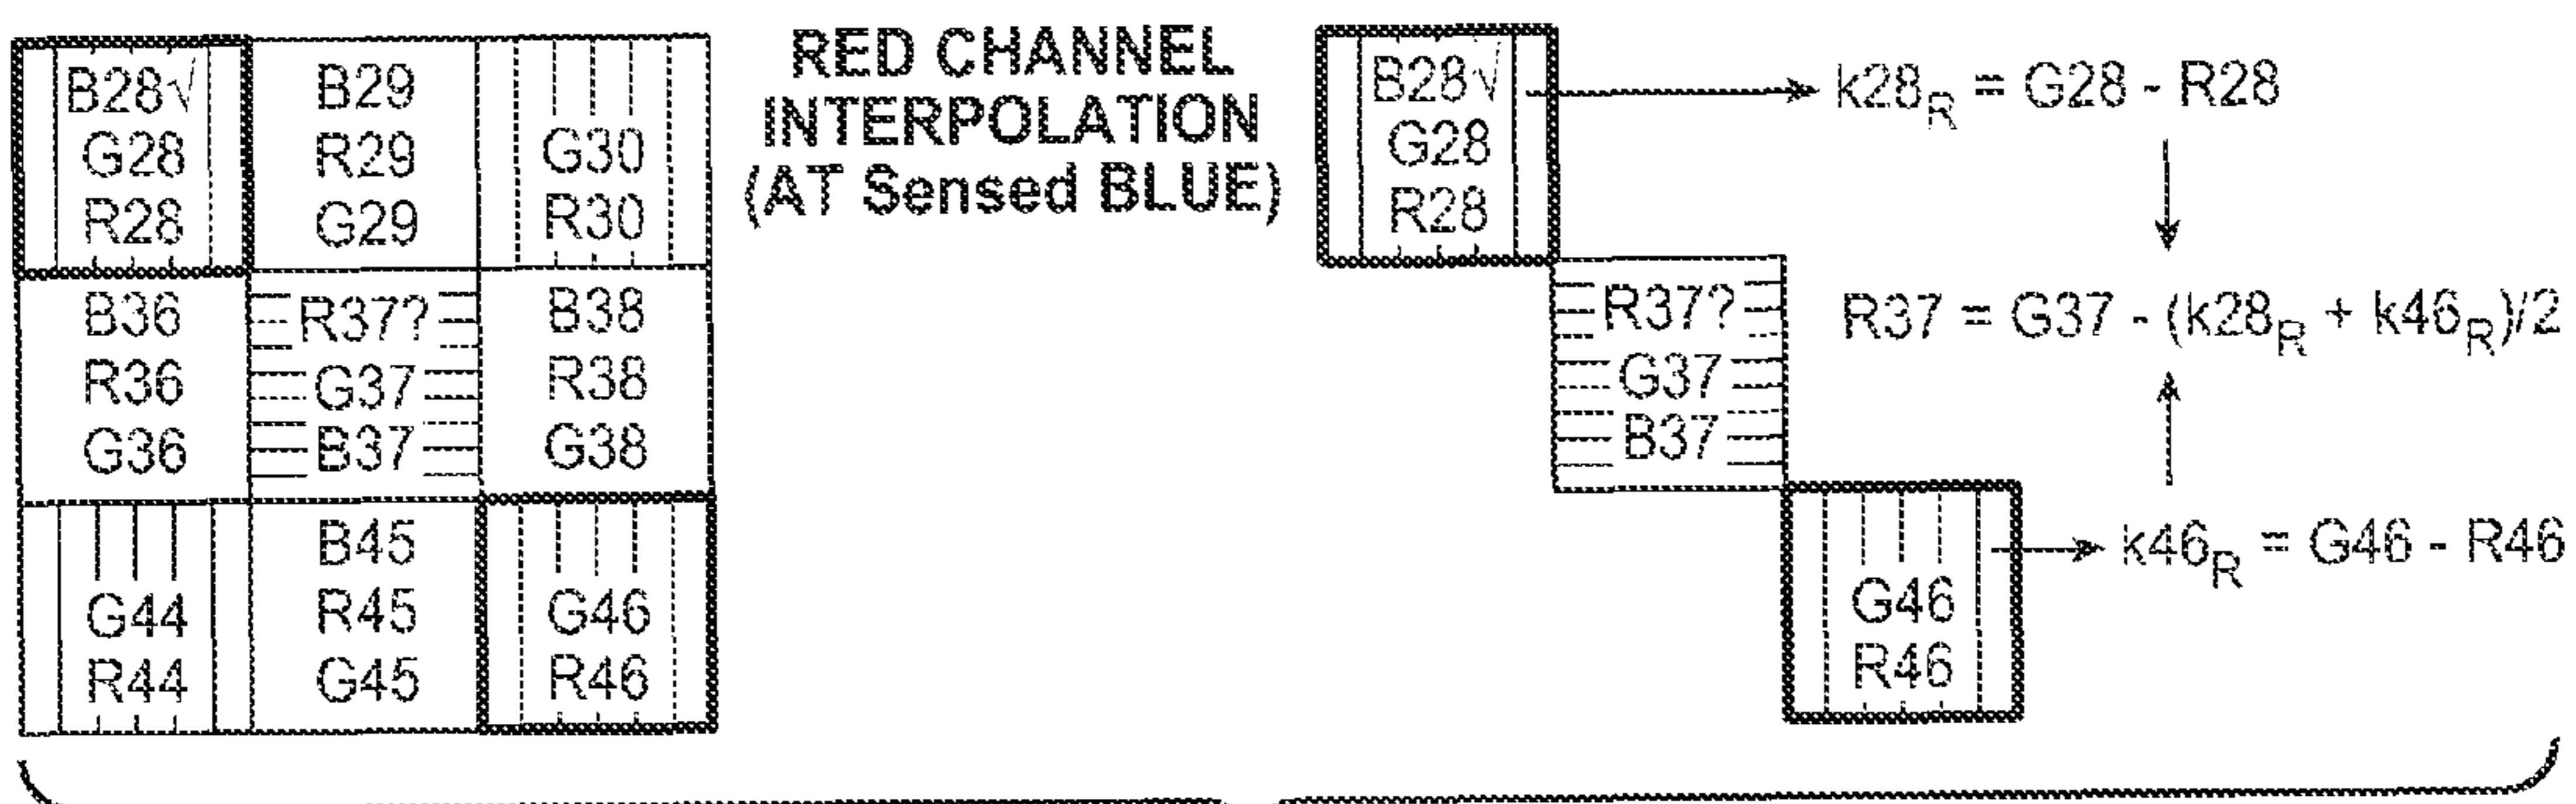 B28√
G28
R28
B29
R29
G29
G30
R30
B36
R36
G36
R37?
G37
B37
B38
R38
G38
G44
R44
B45
R45
G45
G46
R46
RED CHANNEL
INTERPOLATION
(AT Sensed BLUE)
B28√
G28
R28
k28R = G28 - R28
R37?
G37
B37
R37 = G37 - (k28R + k46R)/2
G46
R46
k46R = G46 - R46